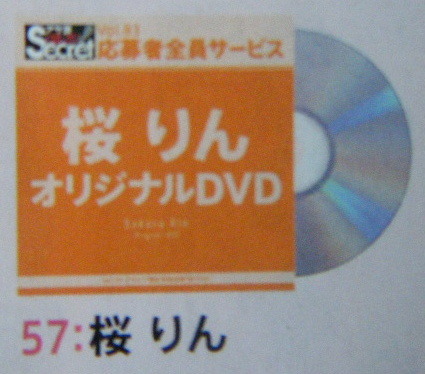 Secret
Vol.81
応募者全員サービス
桜 りん
オリジナルDVD
Sakura Rin
57:桜 りん